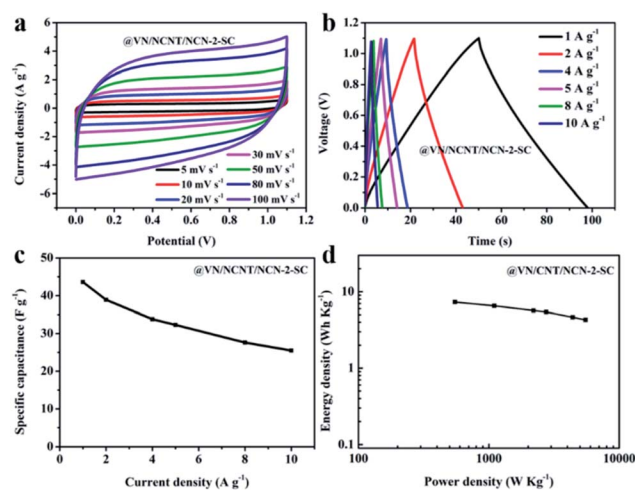 a
@VN/NCNT/NCN-2-SC
Current density (A g⁻¹)
6
4
2
0
-2
-4
-6
5 mV s⁻¹
10 mV s⁻¹
20 mV s⁻¹
30 mV s⁻¹
50 mV s⁻¹
80 mV s⁻¹
100 mV s⁻¹
0.0 0.2 0.4 0.6 0.8 1.0 1.2
Potential (V)
b
Voltage (V)
1.2
1.0
0.8
0.6
0.4
0.2
0.0
1 A g⁻¹
2 A g⁻¹
4 A g⁻¹
5 A g⁻¹
8 A g⁻¹
10 A g⁻¹
@VN/NCNT/NCN-2-SC
0 20 40 60 80 100 120
Time (s)
c
@VN/NCNT/NCN-2-SC
Specific capacitance (F g⁻¹)
50
40
30
20
10
0
0 2 4 6 8 10
Current density (A g⁻¹)
d
@VN/CNT/NCN-2-SC
Energy density (Wh Kg⁻¹)
10
1
0.1
1000 10000
Power density (W Kg⁻¹)